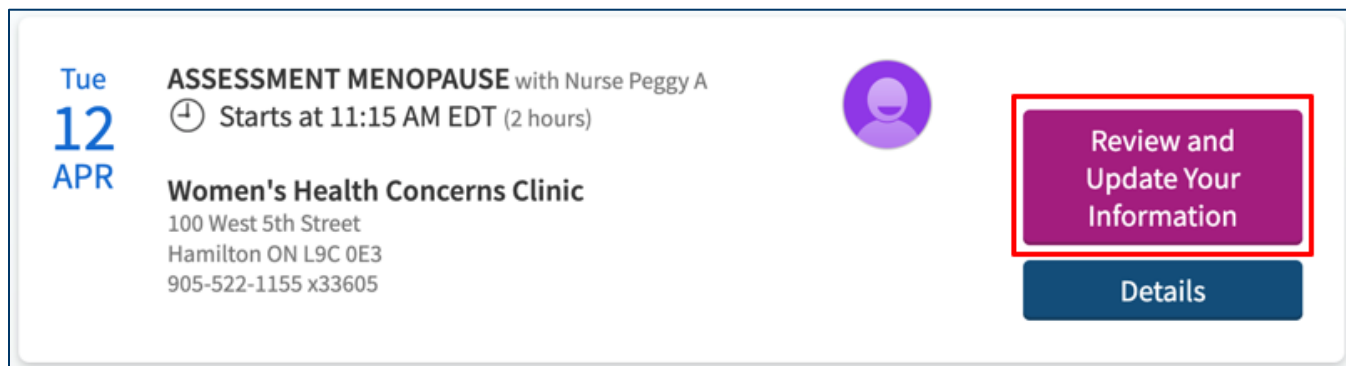 Tue
12
APR
ASSESSMENT MENOPAUSE with Nurse Peggy A
Starts at 11:15 AM EDT (2 hours)
Women's Health Concerns Clinic
100 West 5th Street
Hamilton ON L9C 0E3
905-522-1155 x33605
Review and
Update Your
Information
Details